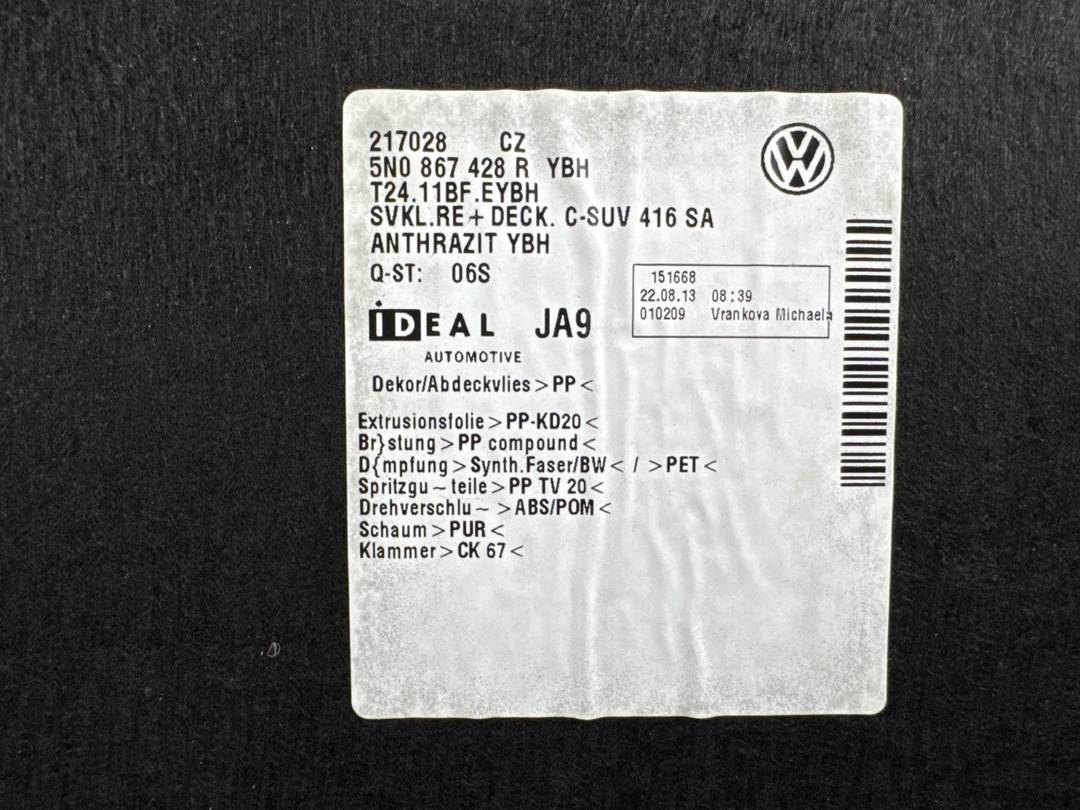 217028 CZ
5N0 867 428 R YBH
T24.11BF.EYBH
SVKL.RE+DECK. C-SUV 416 SA
ANTHRAZIT YBH
Q-ST: 06S
151668
22.08.13 08:39
010209 Vrankova Michaela
IDEAL JA9
AUTOMOTIVE
Dekor/Abdeckvlies>PP<
Extrusionsfolie>PP-KD20<
Br}stung>PP compound<
D{mpfung>Synth.Faser/BW< / >PET<
Spritzgu~teile>PP TV 20<
Drehverschlu~ >ABS/POM<
Schaum>PUR<
Klammer>CK 67<